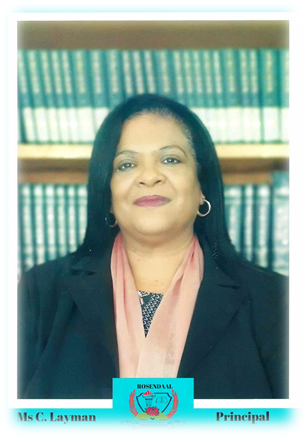 ROSENDAAL
Ms C. Layman Principal